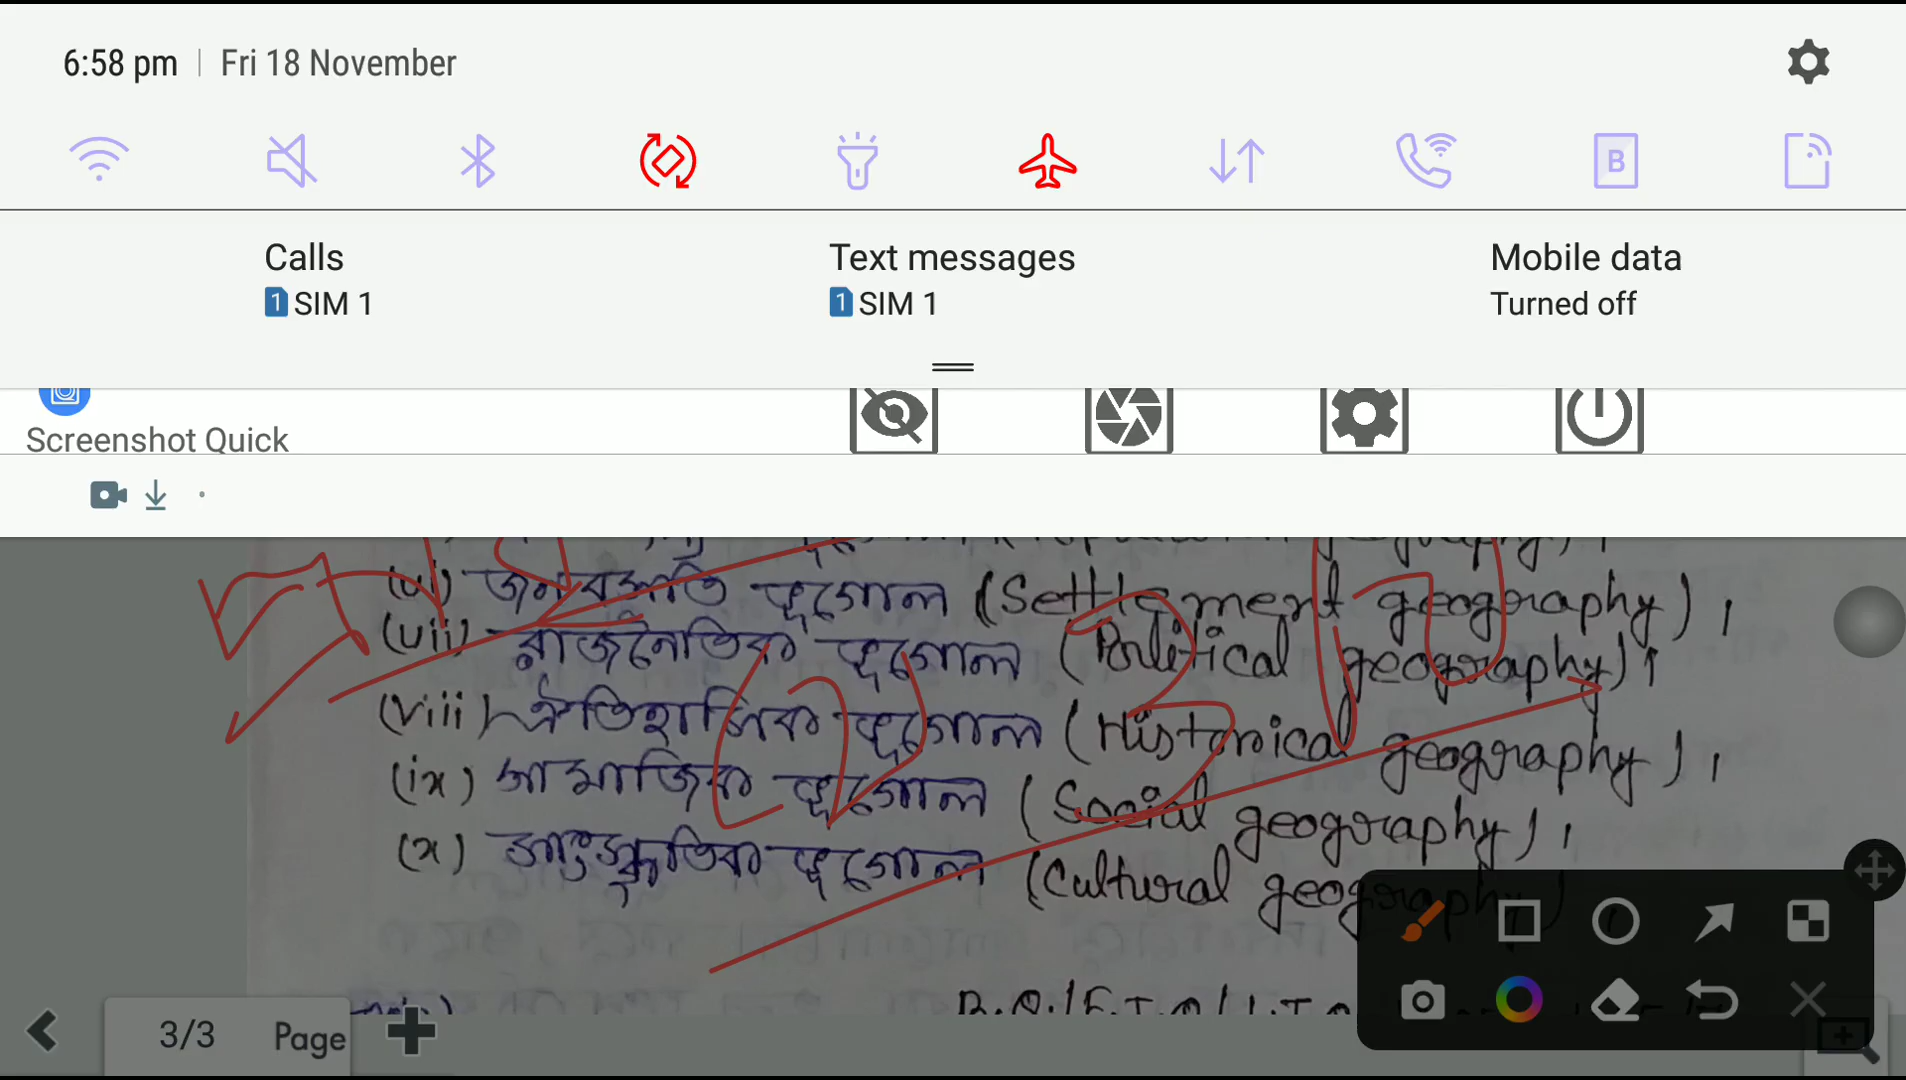 6:58 pm | Fri 18 November
B
Calls
1 SIM 1
Text messages
1 SIM 1
Mobile data
Turned off
Screenshot Quick
geography) ,
(vi) জনবসতি ভূগোল (Settlement geography) ,
(vii) রাজনৈতিক ভূগোল (Political geography) ,
(viii) ঐতিহাসিক ভূগোল (Historical geography) ,
(ix) সামাজিক ভূগোল (Social geography) ,
(x) সাংস্কৃতিক ভূগোল (Cultural geography) ,
3/3 Page